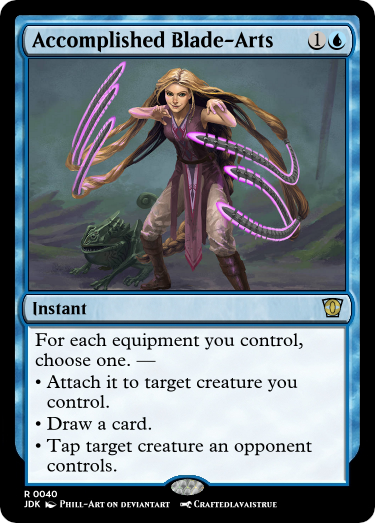 Accomplished Blade-Arts 1
Instant
For each equipment you control,
choose one. —
• Attach it to target creature you
control.
• Draw a card.
• Tap target creature an opponent
controls.
R 0040
JDK Phill-Art on deviantart Craftedlavaistrue